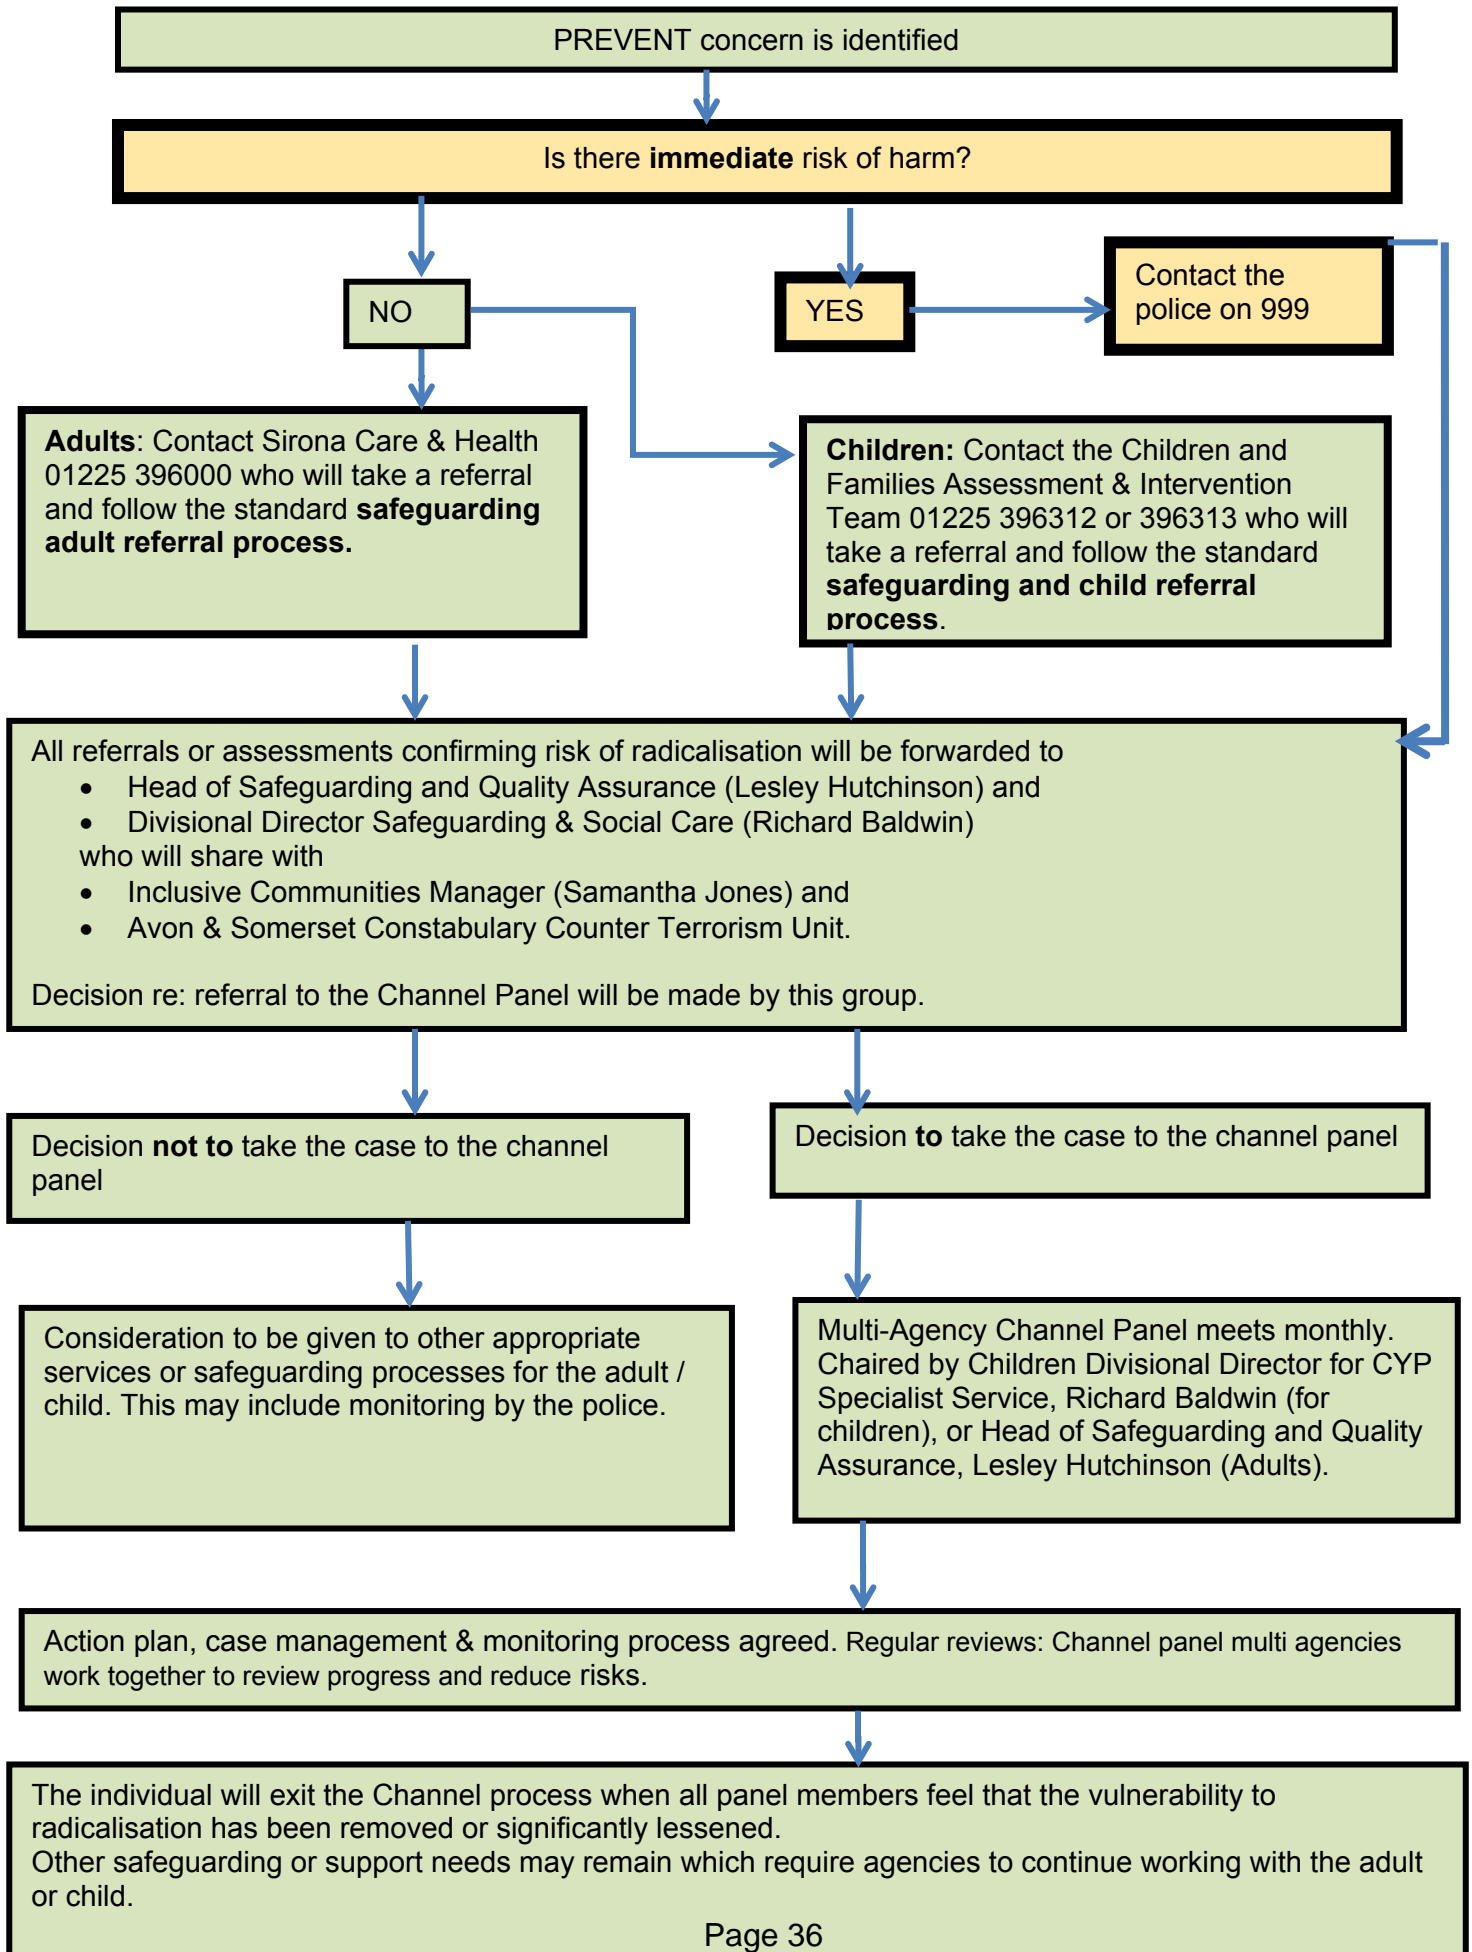 PREVENT concern is identified
Is there immediate risk of harm?
NO
YES
Contact the
police on 999
Adults: Contact Sirona Care & Health
01225 396000 who will take a referral
and follow the standard safeguarding
adult referral process.
Children: Contact the Children and
Families Assessment & Intervention
Team 01225 396312 or 396313 who will
take a referral and follow the standard
safeguarding and child referral
process.
All referrals or assessments confirming risk of radicalisation will be forwarded to
• Head of Safeguarding and Quality Assurance (Lesley Hutchinson) and
• Divisional Director Safeguarding & Social Care (Richard Baldwin)
who will share with
• Inclusive Communities Manager (Samantha Jones) and
• Avon & Somerset Constabulary Counter Terrorism Unit.
Decision re: referral to the Channel Panel will be made by this group.
Decision not to take the case to the channel
panel
Decision to take the case to the channel panel
Consideration to be given to other appropriate
services or safeguarding processes for the adult /
child. This may include monitoring by the police.
Multi-Agency Channel Panel meets monthly.
Chaired by Children Divisional Director for CYP
Specialist Service, Richard Baldwin (for
children), or Head of Safeguarding and Quality
Assurance, Lesley Hutchinson (Adults).
Action plan, case management & monitoring process agreed. Regular reviews: Channel panel multi agencies
work together to review progress and reduce risks.
The individual will exit the Channel process when all panel members feel that the vulnerability to
radicalisation has been removed or significantly lessened.
Other safeguarding or support needs may remain which require agencies to continue working with the adult
or child.
Page 36